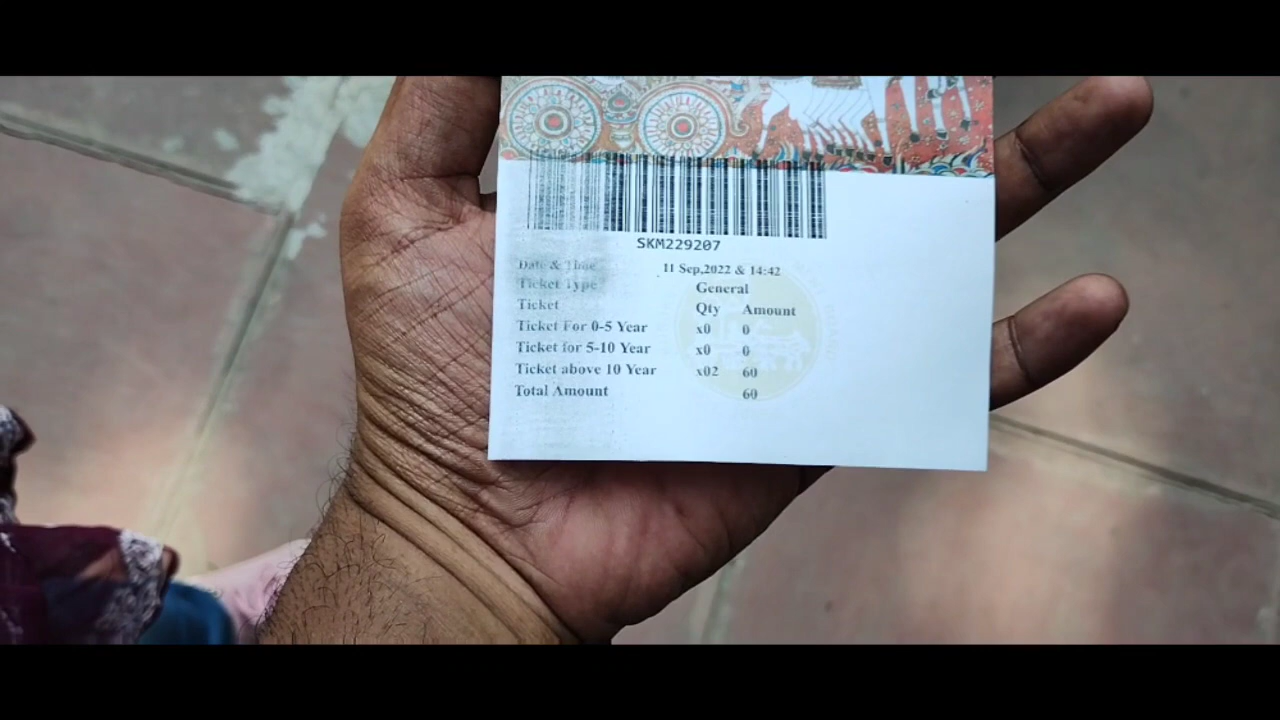 SKM229207
Date & Time 11 Sep,2022 & 14:42
Ticket Type General
Ticket Qty Amount
Ticket For 0-5 Year x0 0
Ticket for 5-10 Year x0 0
Ticket above 10 Year x02 60
Total Amount 60